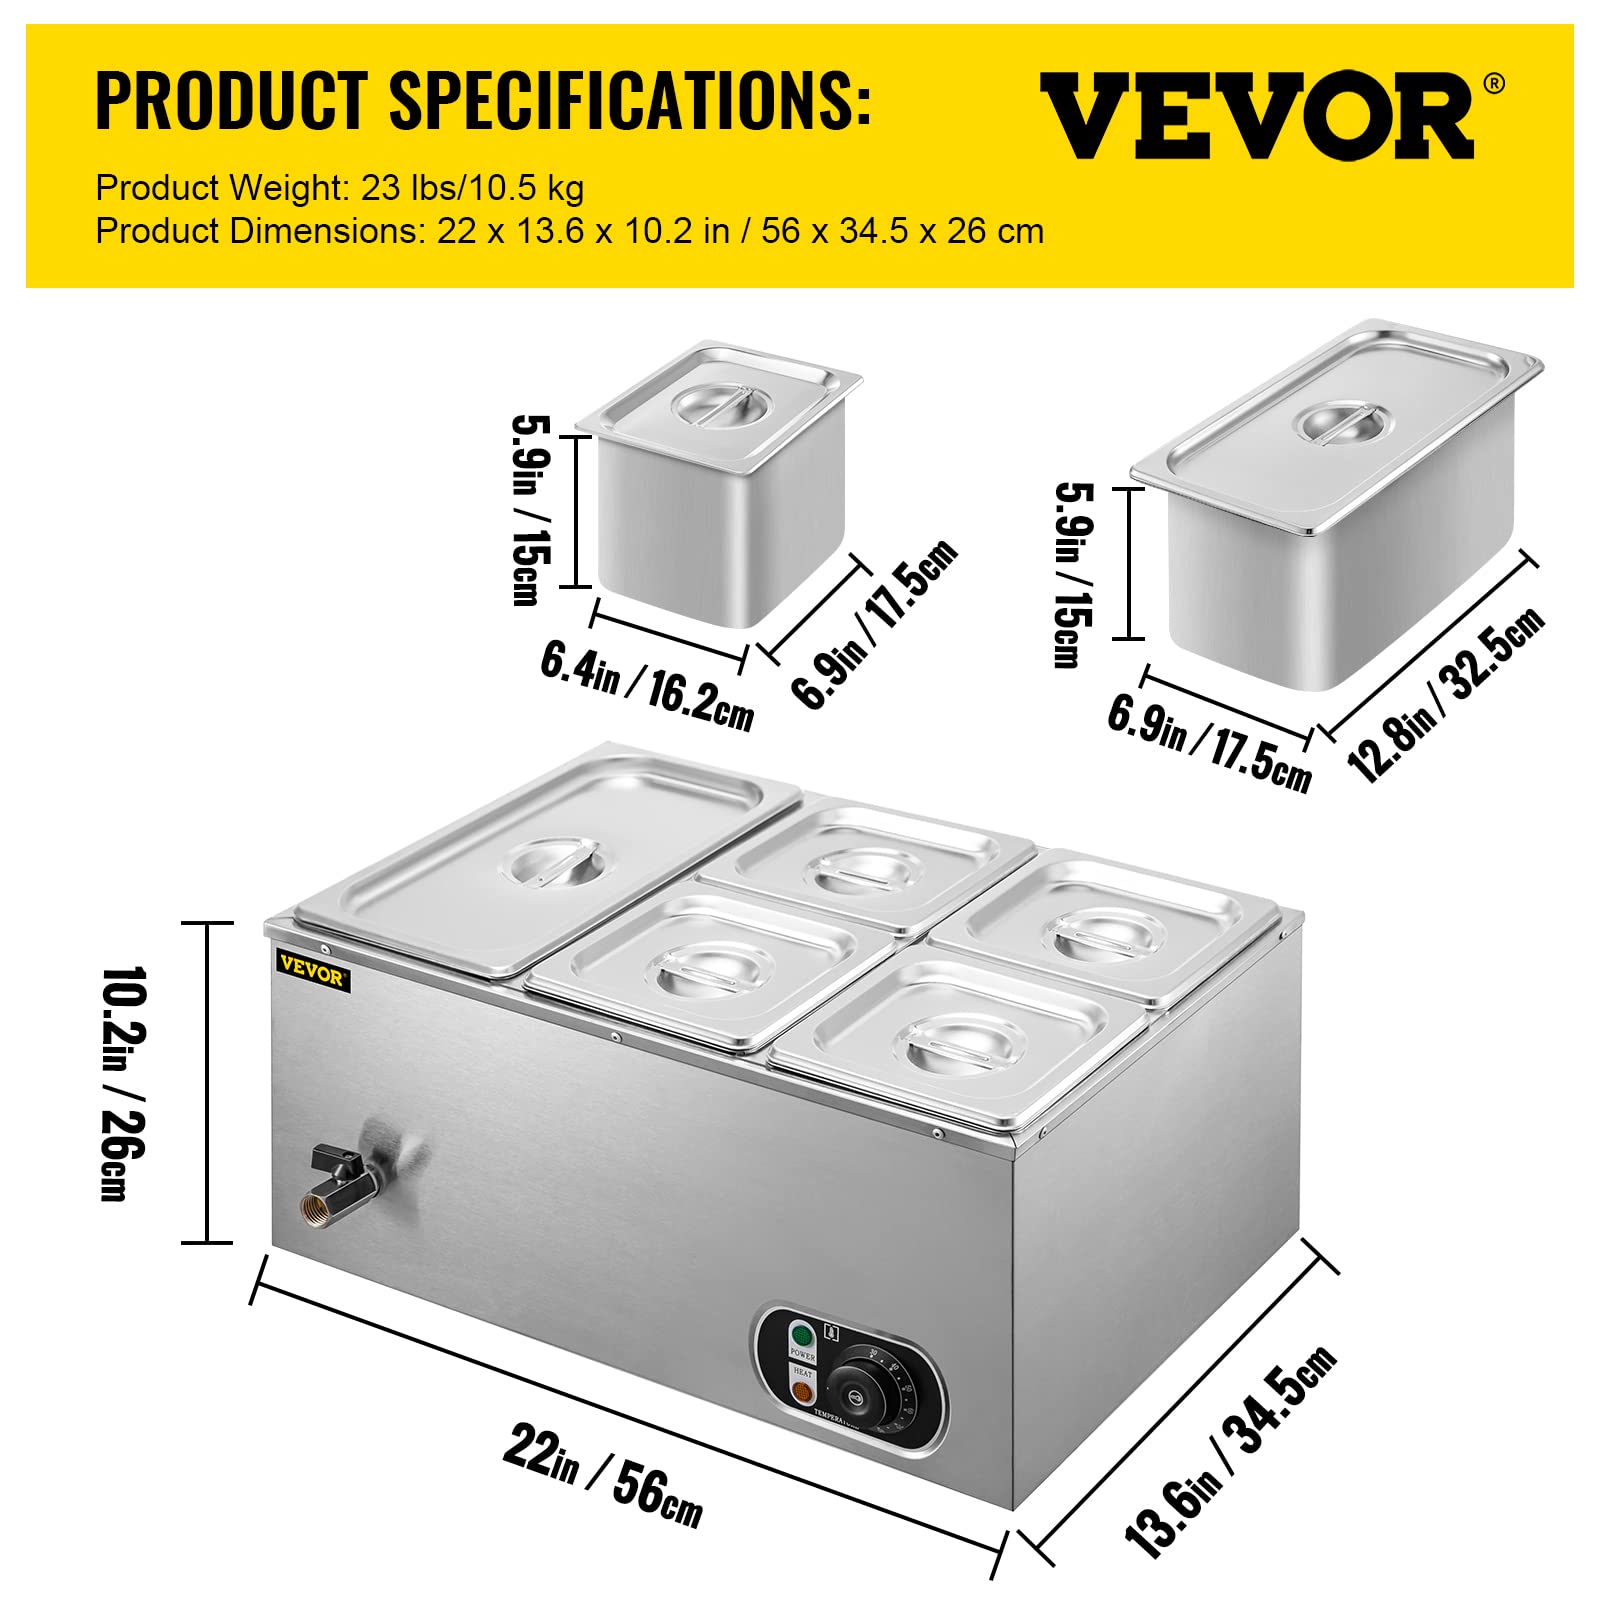 PRODUCT SPECIFICATIONS:
VEVOR®
Product Weight: 23 lbs/10.5 kg
Product Dimensions: 22 x 13.6 x 10.2 in / 56 x 34.5 x 26 cm
5.9in / 15cm
6.4in / 16.2cm
6.9in / 17.5cm
5.9in / 15cm
6.9in / 17.5cm
12.8in / 32.5cm
VEVOR
10.2in / 26cm
POWER
HEAT
30
40
22in / 56cm
13.6in / 34.5cm